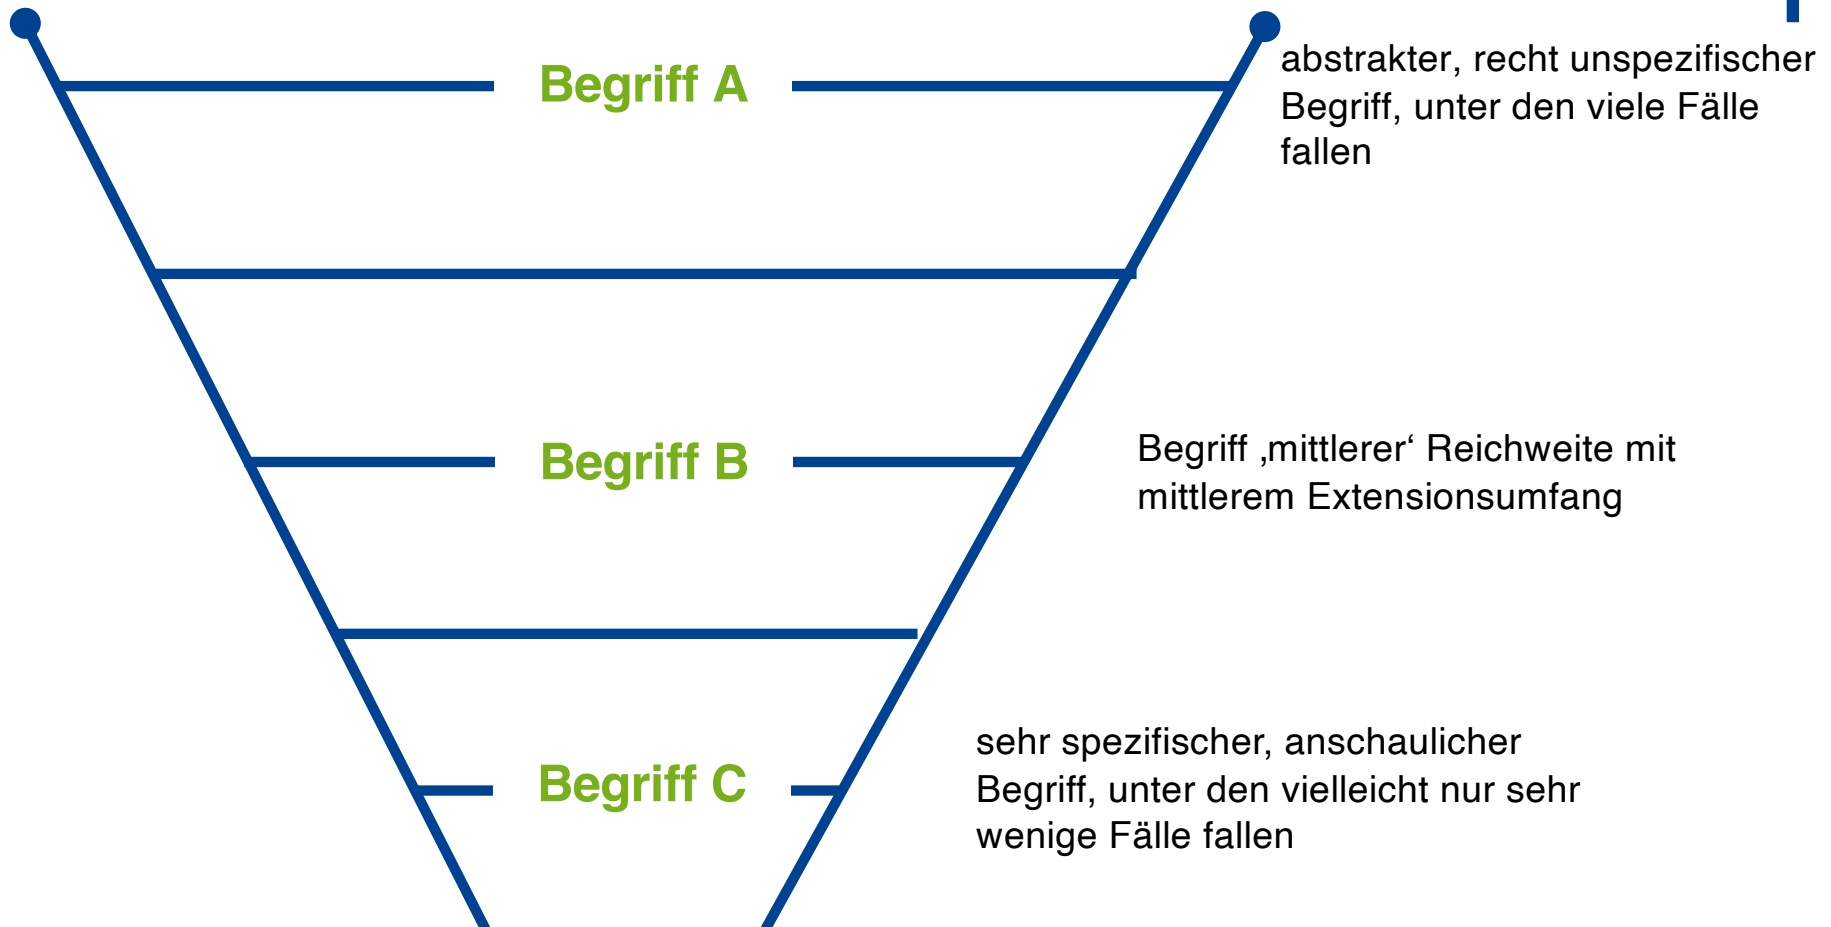 Begriff A
abstrakter, recht unspezifischer
Begriff, unter den viele Fälle
fallen
Begriff B
Begriff ‚mittlerer‘ Reichweite mit
mittlerem Extensionsumfang
Begriff C
sehr spezifischer, anschaulicher
Begriff, unter den vielleicht nur sehr
wenige Fälle fallen